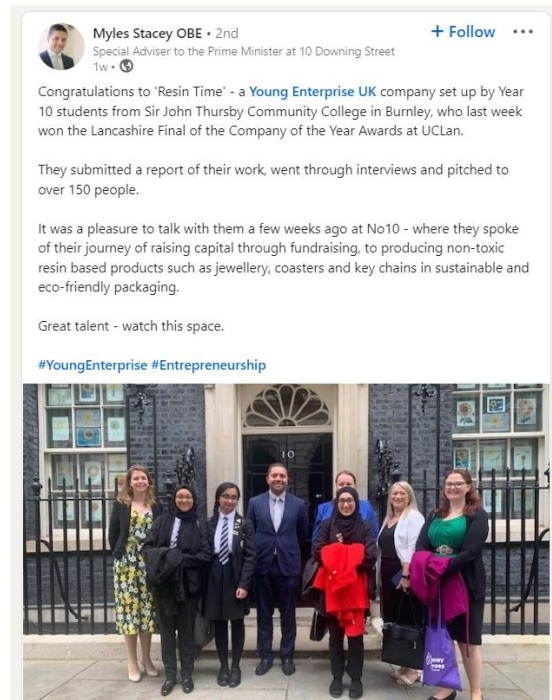 Myles Stacey OBE • 2nd
+ Follow •••
Special Adviser to the Prime Minister at 10 Downing Street
1w •
Congratulations to 'Resin Time' - a Young Enterprise UK company set up by Year
10 students from Sir John Thursby Community College in Burnley, who last week
won the Lancashire Final of the Company of the Year Awards at UCLan.
They submitted a report of their work, went through interviews and pitched to
over 150 people.
It was a pleasure to talk with them a few weeks ago at No10 - where they spoke
of their journey of raising capital through fundraising, to producing non-toxic
resin based products such as jewellery, coasters and key chains in sustainable and
eco-friendly packaging.
Great talent - watch this space.
#YoungEnterprise #Entrepreneurship
10